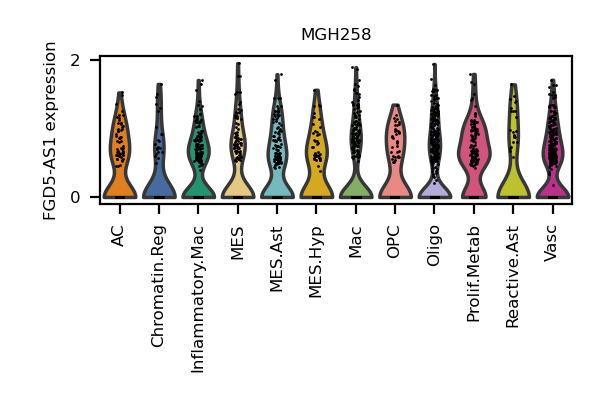 MGH258
FGD5-AS1 expression
2
0
AC
Chromatin.Reg
Inflammatory.Mac
MES
MES.Ast
MES.Hyp
Mac
OPC
Oligo
Prolif.Metab
Reactive.Ast
Vasc